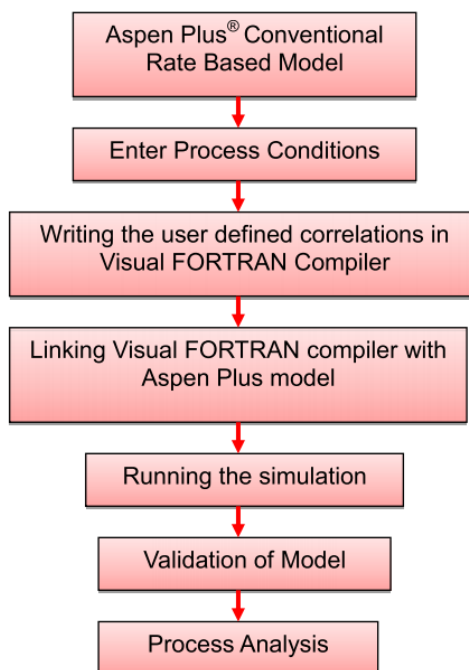 Aspen Plus® Conventional
Rate Based Model
Enter Process Conditions
Writing the user defined correlations in
Visual FORTRAN Compiler
Linking Visual FORTRAN compiler with
Aspen Plus model
Running the simulation
Validation of Model
Process Analysis